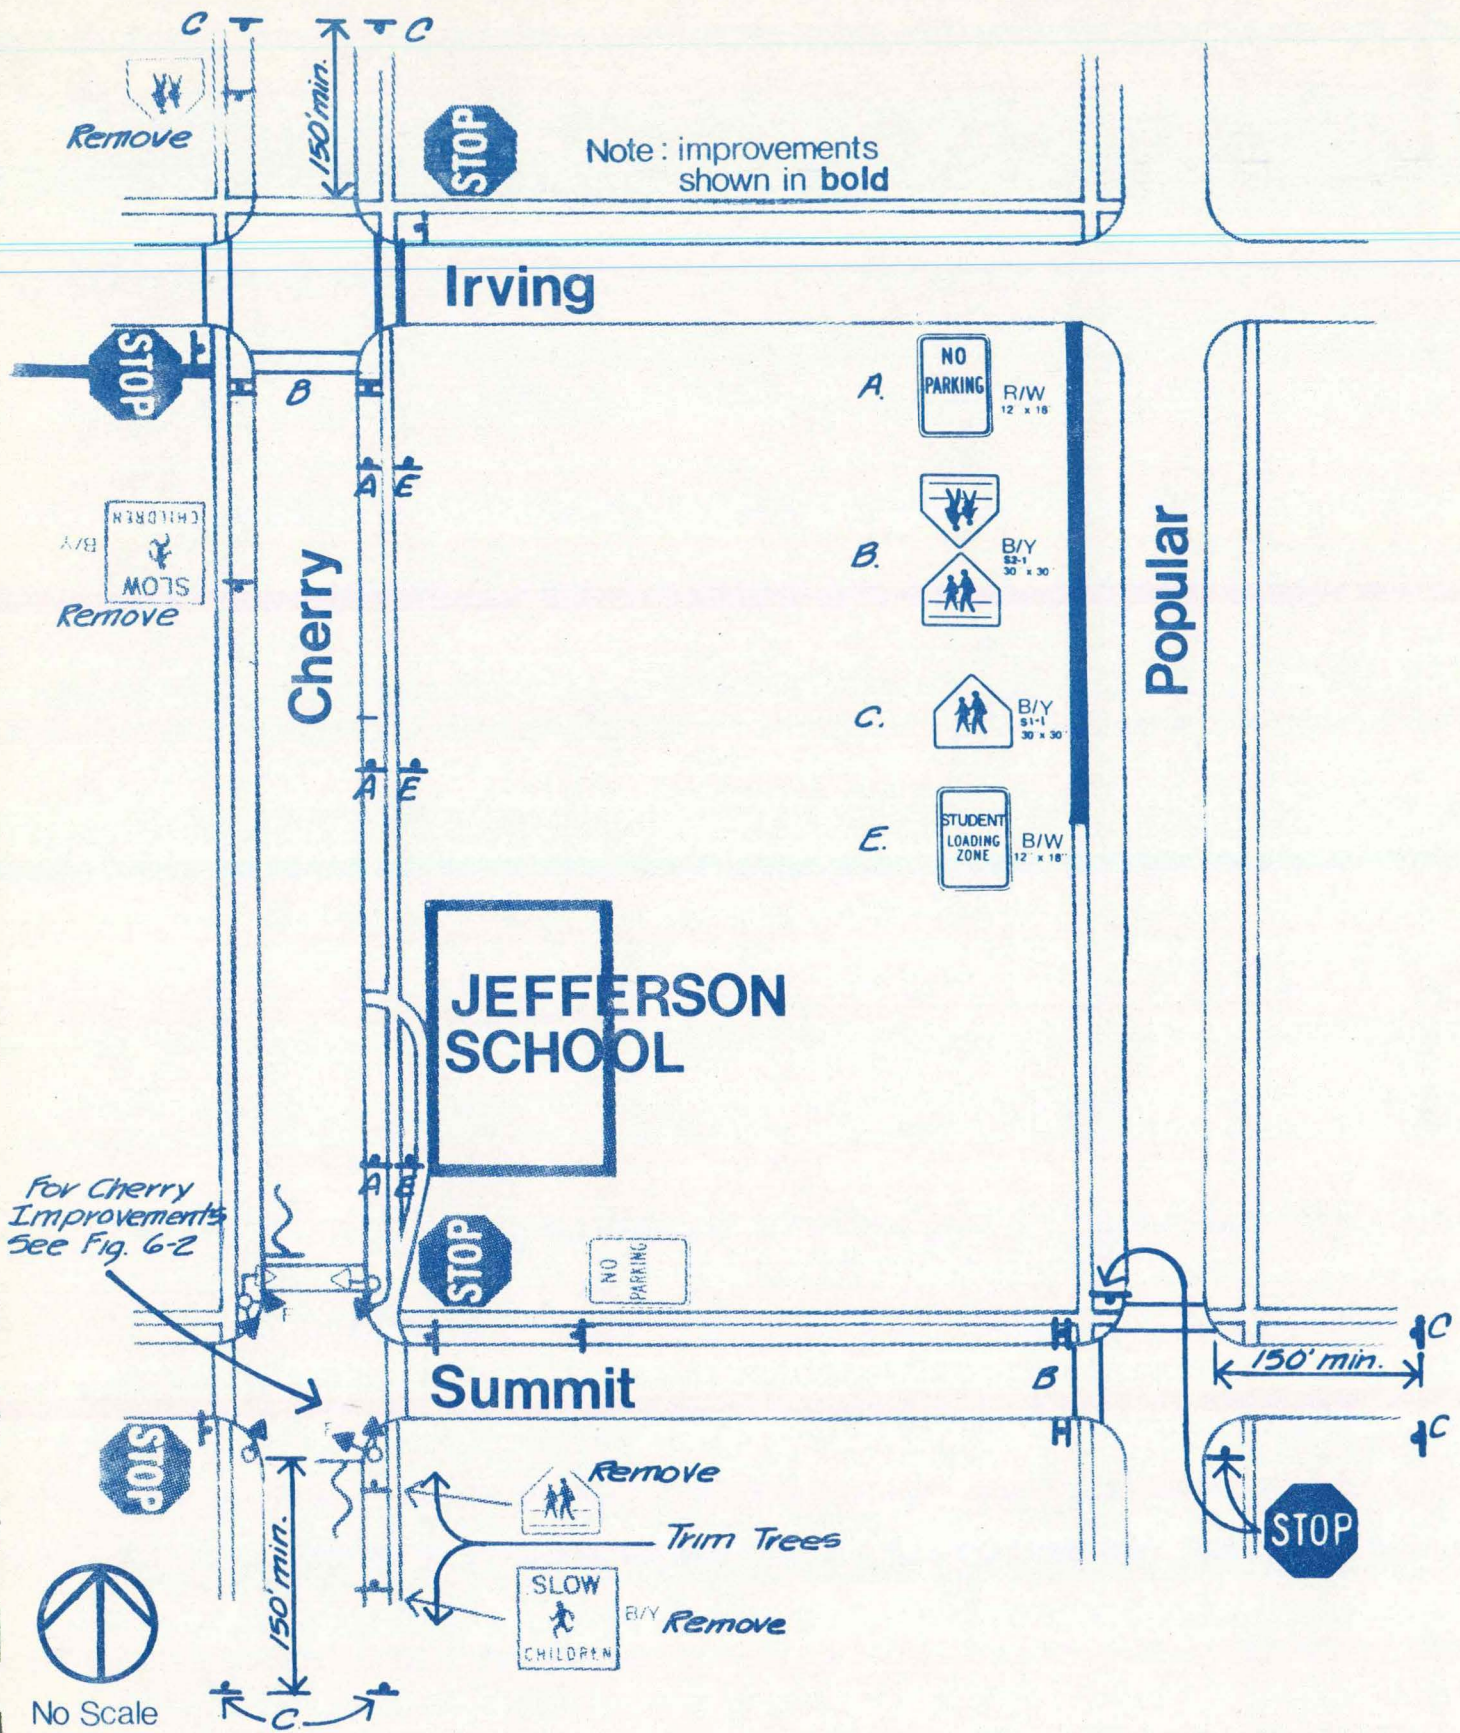 C
C
150' min.
Remove
STOP
Note: improvements
shown in bold
Irving
STOP
B
A E
SLOW
CHILDREN
B/Y
Remove
Cherry
A E
A.
NO
PARKING
R/W
12" x 18"
B.
B/Y
S2-1
30" x 30"
C.
B/Y
S1-1
30" x 30"
E.
STUDENT
LOADING
ZONE
B/W
12" x 18"
Popular
JEFFERSON
SCHOOL
A E
For Cherry
Improvements
See Fig. 6-2
STOP
NO
PARKING
F
Summit
B
150' min.
C
C
STOP
F
Remove
Trim Trees
SLOW
CHILDREN
B/Y Remove
STOP
150' min.
C
No Scale